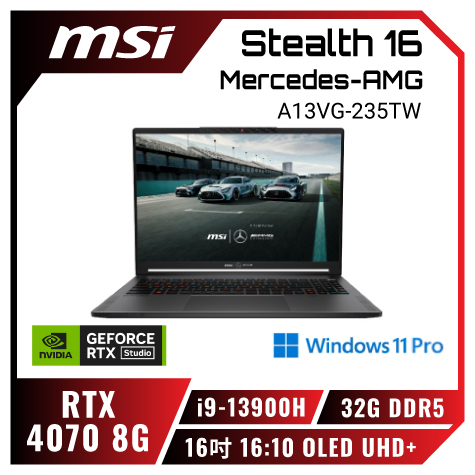 msi
Stealth 16
Mercedes-AMG
A13VG-235TW
msi
NVIDIA
GEFORCE
RTX Studio
Windows 11 Pro
RTX
4070 8G
i9-13900H
32G DDR5
16吋 16:10 OLED UHD+